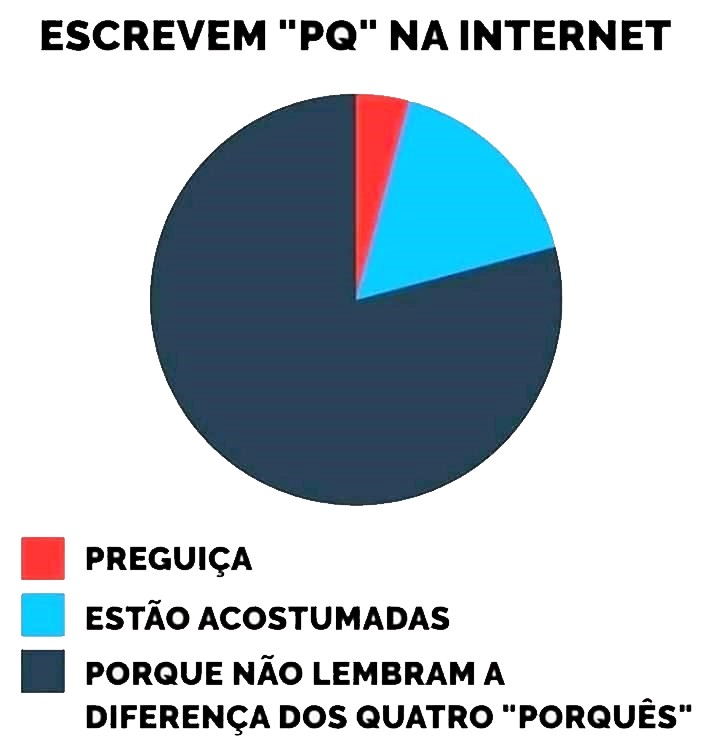 ESCREVEM "PQ" NA INTERNET
PREGUIÇA
ESTÃO ACOSTUMADAS
PORQUE NÃO LEMBRAM A
DIFERENÇA DOS QUATRO "PORQUÊS"